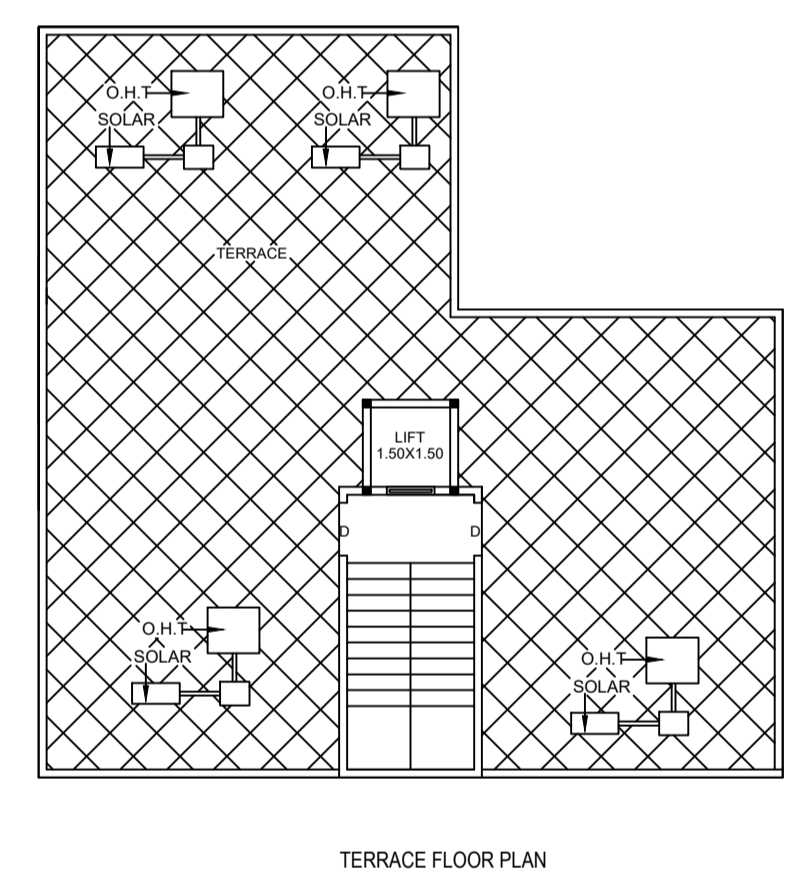 O.H.T
O.H.T
SOLAR
SOLAR
TERRACE
LIFT
1.50X1.50
D
D
O.H.T
SOLAR
O.H.T
SOLAR
TERRACE FLOOR PLAN